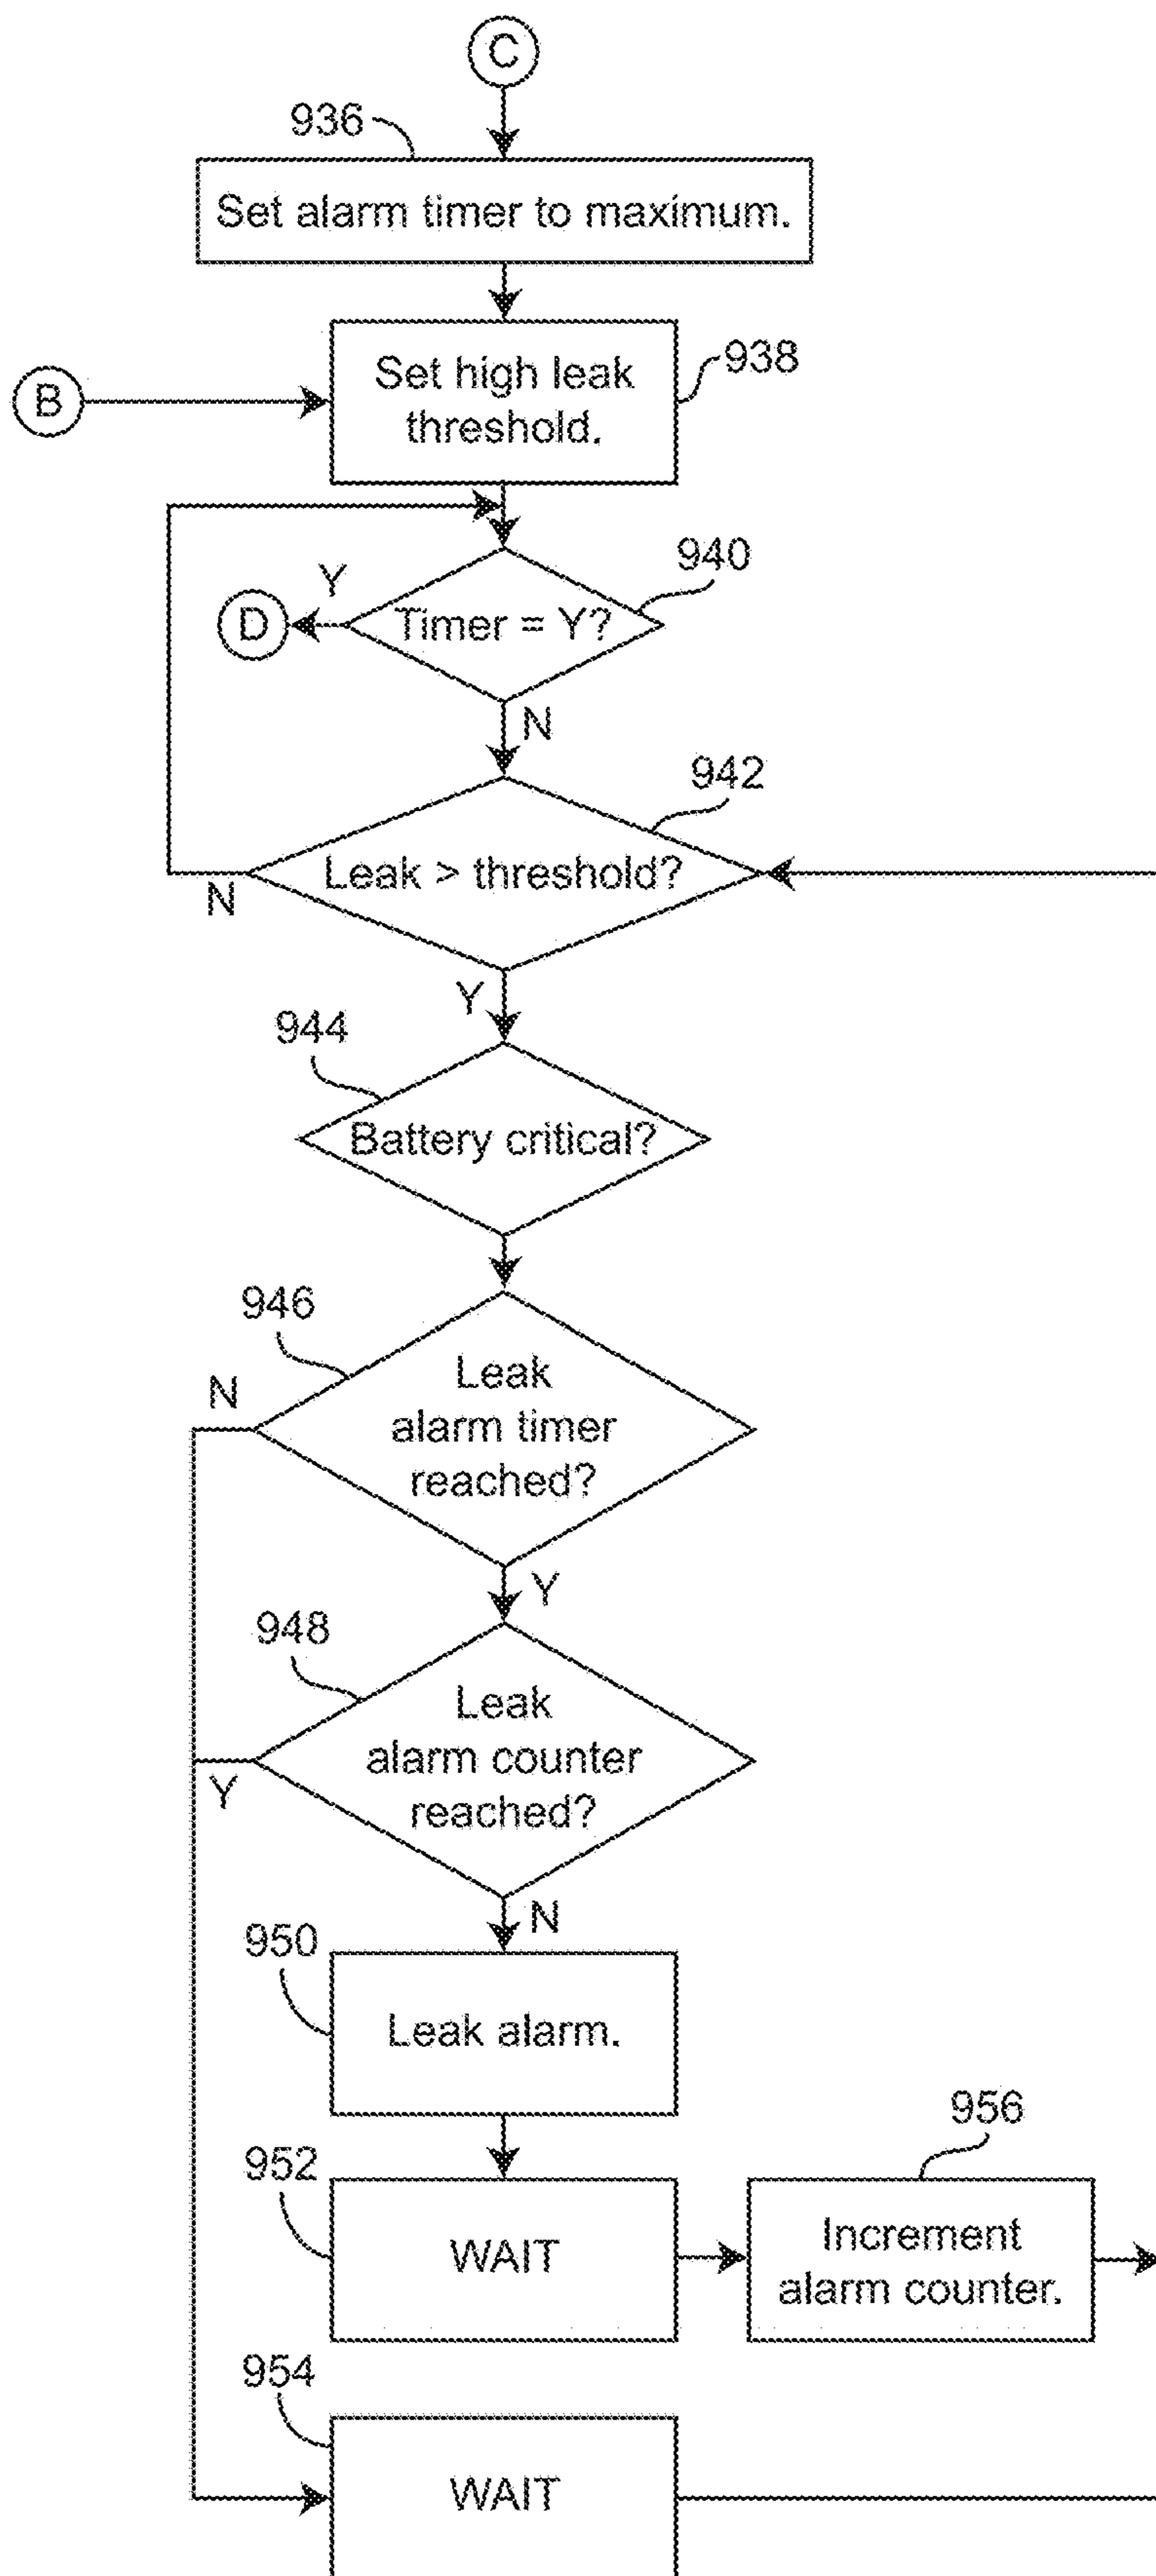 C
936
Set alarm timer to maximum.
B
Set high leak
threshold.
938
940
Y
D
Timer = Y?
N
942
Leak > threshold?
N
Y
944
Battery critical?
946
N
Leak
alarm timer
reached?
Y
948
Leak
alarm counter
reached?
Y
N
950
Leak alarm.
952
WAIT
956
Increment
alarm counter.
954
WAIT